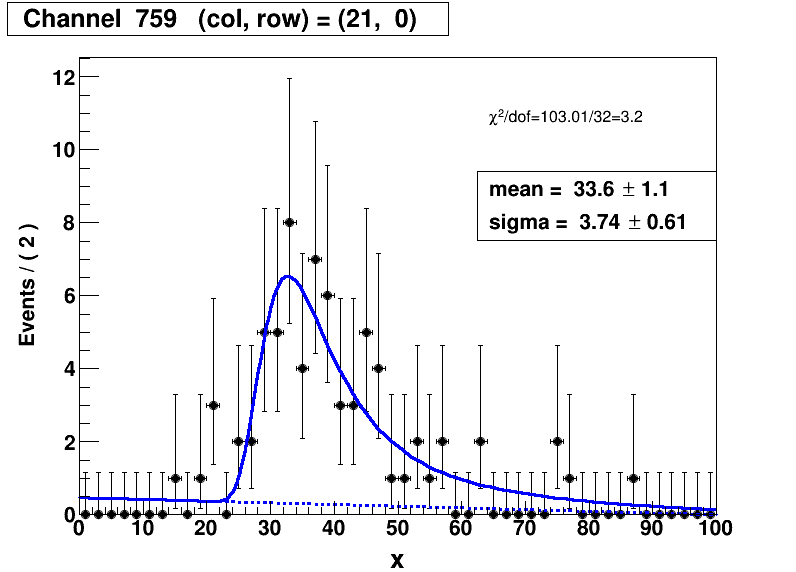 Channel 759 (col, row) = (21, 0)
χ²/dof=103.01/32=3.2
mean = 33.6 ± 1.1
sigma = 3.74 ± 0.61
Events / ( 2 )
12
10
8
6
4
2
0
0 10 20 30 40 50 60 70 80 90 100
x